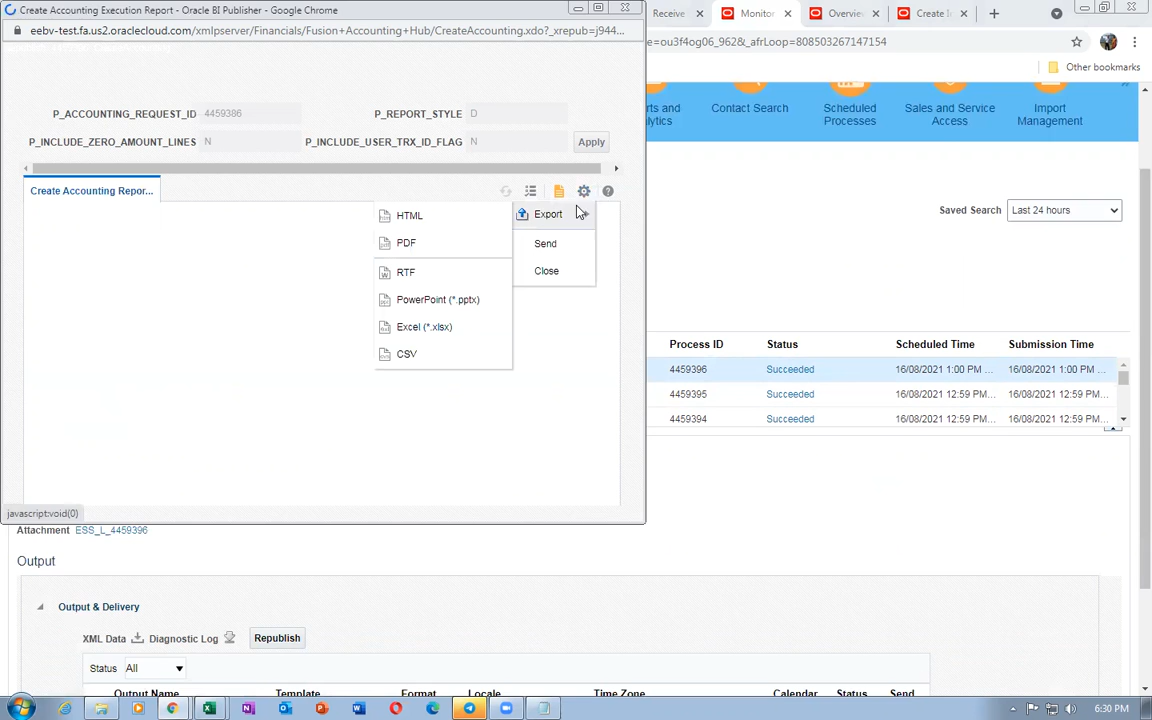 Create Accounting Execution Report - Oracle BI Publisher - Google Chrome
eebv-test.fa.us2.oraclecloud.com/xmlpserver/Financials/Fusion+Accounting+Hub/CreateAccounting.xdo?_xrepub=j944...
P_ACCOUNTING_REQUEST_ID 4459386 P_REPORT_STYLE D
P_INCLUDE_ZERO_AMOUNT_LINES N P_INCLUDE_USER_TRX_ID_FLAG N Apply
Create Accounting Repor...
Export
Send
Close
HTML
PDF
RTF
PowerPoint (*.pptx)
Excel (*.xlsx)
CSV
javascript:void(0)
Receive Monitor Overview Create I
e=ou3f4og06_962&_afrLoop=808503267147154
Other bookmarks
rts and
lytics
Contact Search
Scheduled
Processes
Sales and Service
Access
Import
Management
Saved Search Last 24 hours
Process ID Status Scheduled Time Submission Time
4459396 Succeeded 16/08/2021 1:00 PM ... 16/08/2021 1:00 PM ...
4459395 Succeeded 16/08/2021 12:59 PM... 16/08/2021 12:59 PM...
4459394 Succeeded 16/08/2021 12:59 PM... 16/08/2021 12:59 PM...
Attachment ESS_L_4459386
Output
Output & Delivery
XML Data Diagnostic Log Republish
Status All
Output Name Template Format Locale Time Zone Calendar Status Send
6:30 PM